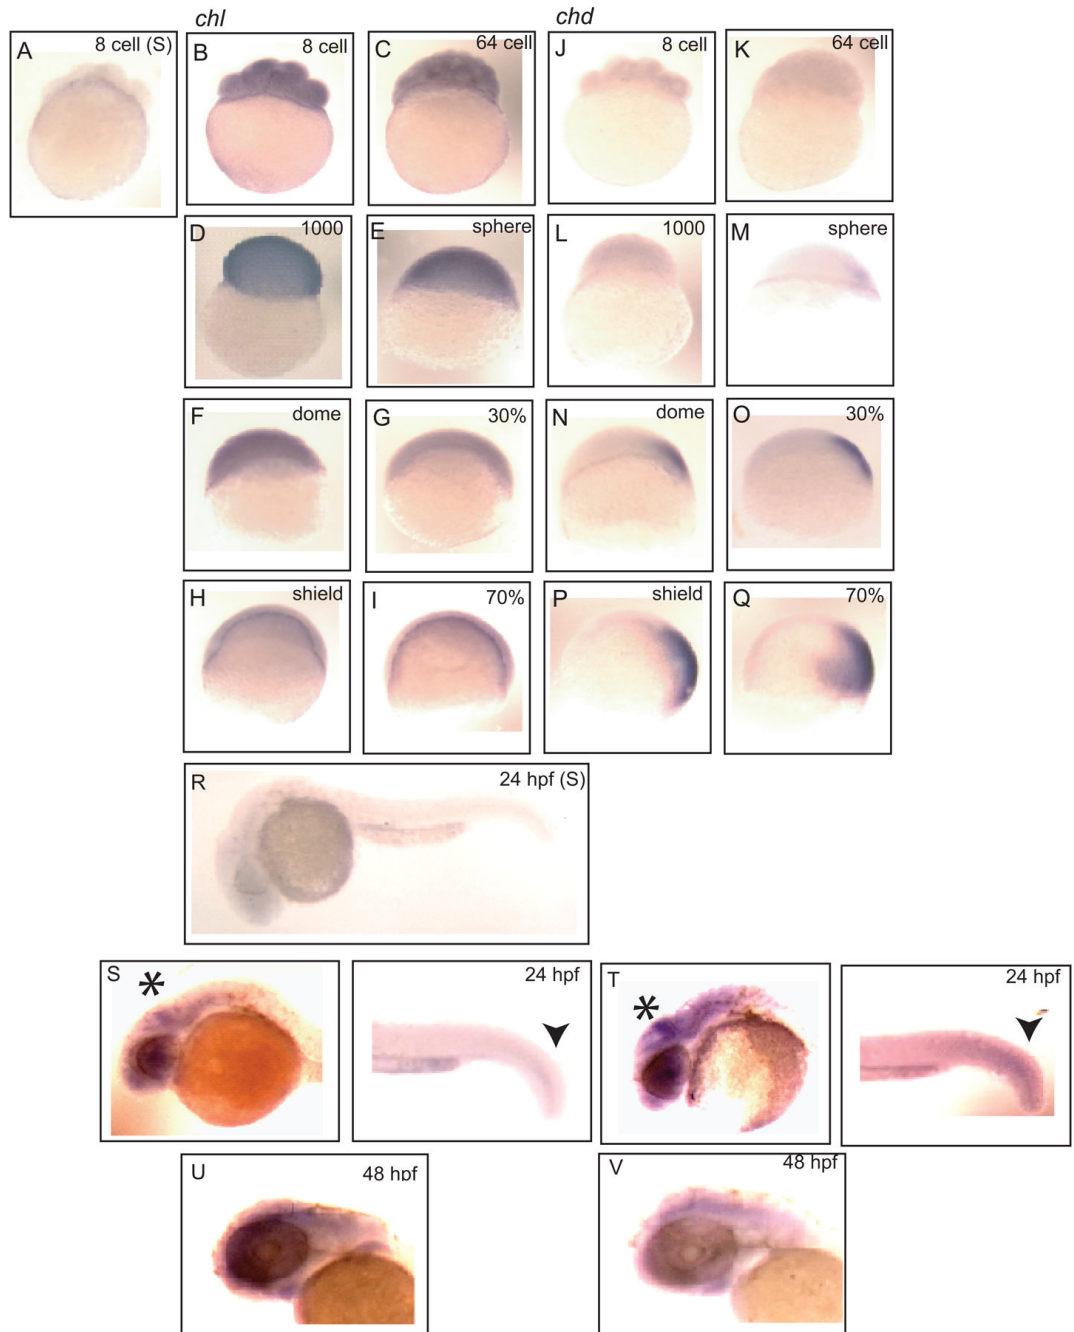 chl
chd
A 8 cell (S)
B 8 cell
C 64 cell
J 8 cell
K 64 cell
D 1000
E sphere
L 1000
M sphere
F dome
G 30%
N dome
O 30%
H shield
I 70%
P shield
Q 70%
R 24 hpf (S)
S *
24 hpf
T *
24 hpf
U 48 hpf
V 48 hpf